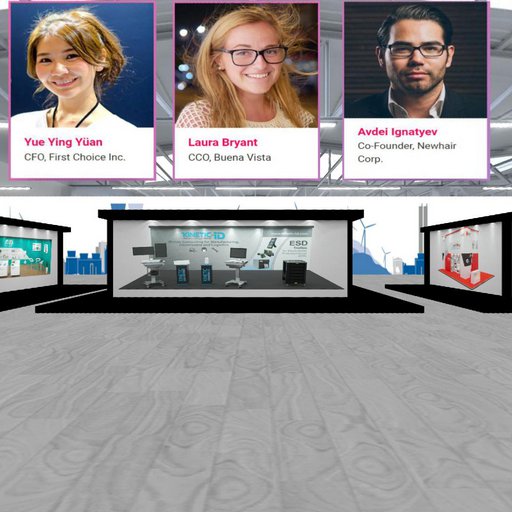 Yue Ying Yüan
CFO, First Choice Inc.
Laura Bryant
CCO, Buena Vista
Avdei Ignatyev
Co-Founder, Newhair
Corp.
KINETIC-ID
ESD